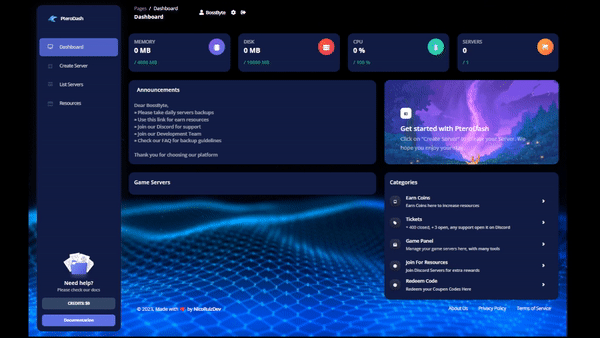 PteroDash
Dashboard
Create Server
List Servers
Resources
Need help?
Please check our docs
CREDITS 59
Documentation
Pages / Dashboard
Dashboard
BossByte
MEMORY
0 MB
/ 4096 MB
DISK
0 MB
/ 10000 MB
CPU
0 %
/ 100 %
SERVERS
0
/ 1
Announcements
Dear BossByte,
• Please take daily servers backups
• Use this link for earn resources
• Join our Discord for support
• Join our Development Team
• Check our FAQ for backup guidelines
Thank you for choosing our platform
Get started with PteroDash
Click on "Create Server" and have your Server. We
hope you enjoy your stay.
Game Servers
Categories
Earn Coins
Earn Coins here to increase resources
Tickets
+ 460 closed, + 3 open, any support open it on Discord
Game Panel
Manage your game servers here, with many tools
Join For Resources
Join Discord Servers for extra rewards
Redeem Code
Redeem your Coupon Codes Here
© 2023, Made with ❤ by NicoRuizDev
About Us
Privacy Policy
Terms of Service